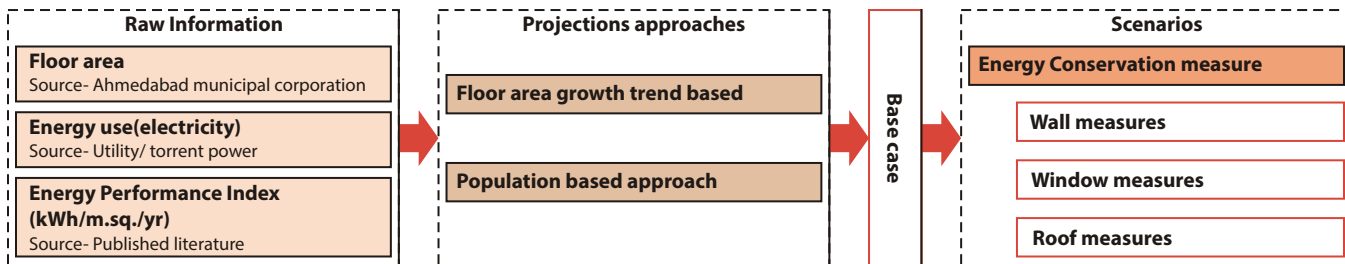 Raw Information
Floor area
Source- Ahmedabad municipal corporation
Energy use(electricity)
Source- Utility/ torrent power
Energy Performance Index
(kWh/m.sq./yr)
Source- Published literature
Projections approaches
Floor area growth trend based
Population based approach
Base case
Scenarios
Energy Conservation measure
Wall measures
Window measures
Roof measures